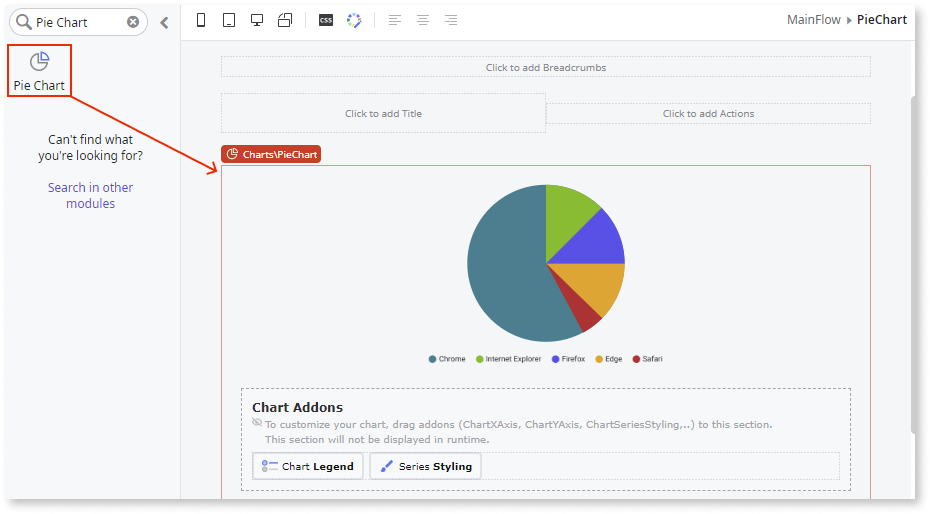 Pie Chart
css
MainFlow ▸ PieChart
Pie Chart
Can't find what
you're looking for?
Search in other
modules
Click to add Breadcrumbs
Click to add Title
Click to add Actions
Charts\PieChart
Chrome Internet Explorer Firefox Edge Safari
Chart Addons
To customize your chart, drag addons (ChartXAxis, ChartYAxis, ChartSeriesStyling,..) to this section.
This section will not be displayed in runtime.
Chart Legend
Series Styling